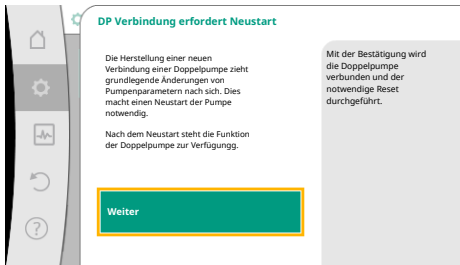 DP Verbindung erfordert Neustart
Die Herstellung einer neuen
Verbindung einer Doppelpumpe zieht
grundlegende Änderungen von
Pumpenparametern nach sich. Dies
macht einen Neustart der Pumpe
notwendig.
Nach dem Neustart steht die Funktion
der Doppelpumpe zur Verfügungg.
Weiter
Mit der Bestätigung wird
die Doppelpumpe
verbunden und der
notwendige Reset
durchgeführt.
?